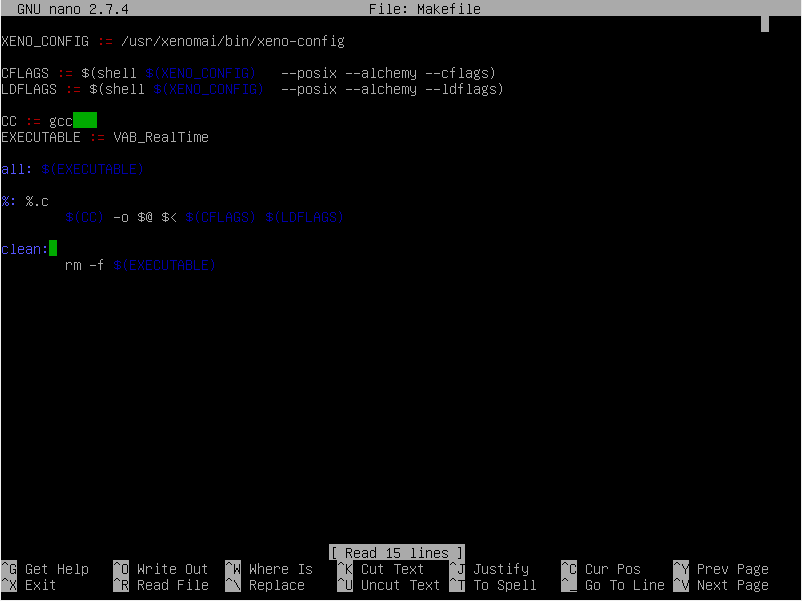 GNU nano 2.7.4 File: Makefile
XENO_CONFIG := /usr/xenomai/bin/xeno-config
CFLAGS := $(shell $(XENO_CONFIG) --posix --alchemy --cflags)
LDFLAGS := $(shell $(XENO_CONFIG) --posix --alchemy --ldflags)
CC := gcc
EXECUTABLE := VAB_RealTime
all: $(EXECUTABLE)
%: %.c
$(CC) -o $@ $< $(CFLAGS) $(LDFLAGS)
clean:
rm -f $(EXECUTABLE)
[ Read 15 lines ]
^G Get Help ^O Write Out ^W Where Is ^K Cut Text ^J Justify ^C Cur Pos ^Y Prev Page
^X Exit ^R Read File ^\ Replace ^U Uncut Text ^T To Spell ^_ Go To Line ^V Next Page